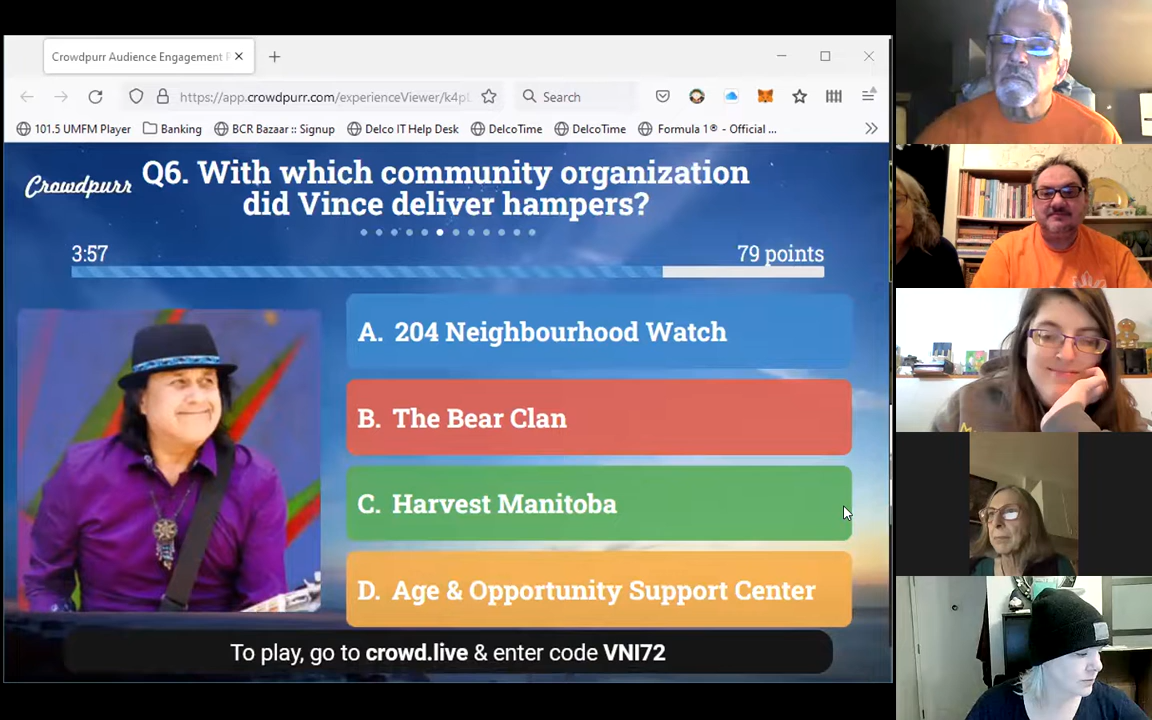 Crowdpurr Audience Engagement P
https://app.crowdpurr.com/experienceViewer/k4pL
Search
101.5 UMFM Player
Banking
BCR Bazaar :: Signup
Delco IT Help Desk
DelcoTime
DelcoTime
Formula 1® - Official ...
Crowdpurr
Q6. With which community organization
did Vince deliver hampers?
3:57
79 points
A. 204 Neighbourhood Watch
B. The Bear Clan
C. Harvest Manitoba
D. Age & Opportunity Support Center
To play, go to crowd.live & enter code VNI72